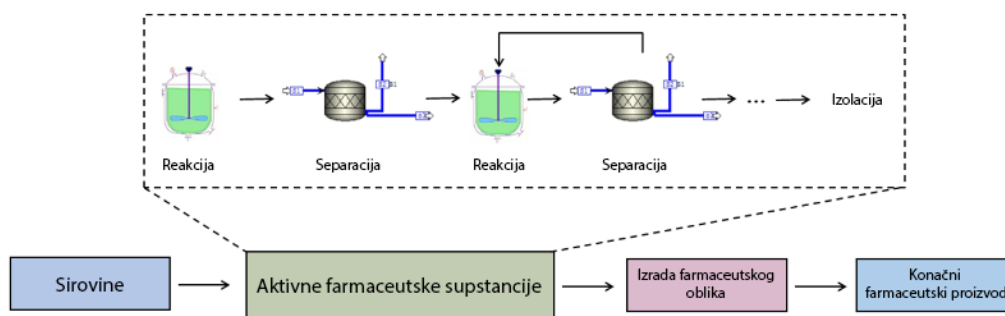 Reakcija
Separacija
Reakcija
Separacija
...
Izolacija
Sirovine
Aktivne farmaceutske supstancije
Izrada farmaceutskog
oblika
Konačni
farmaceutski proizvod